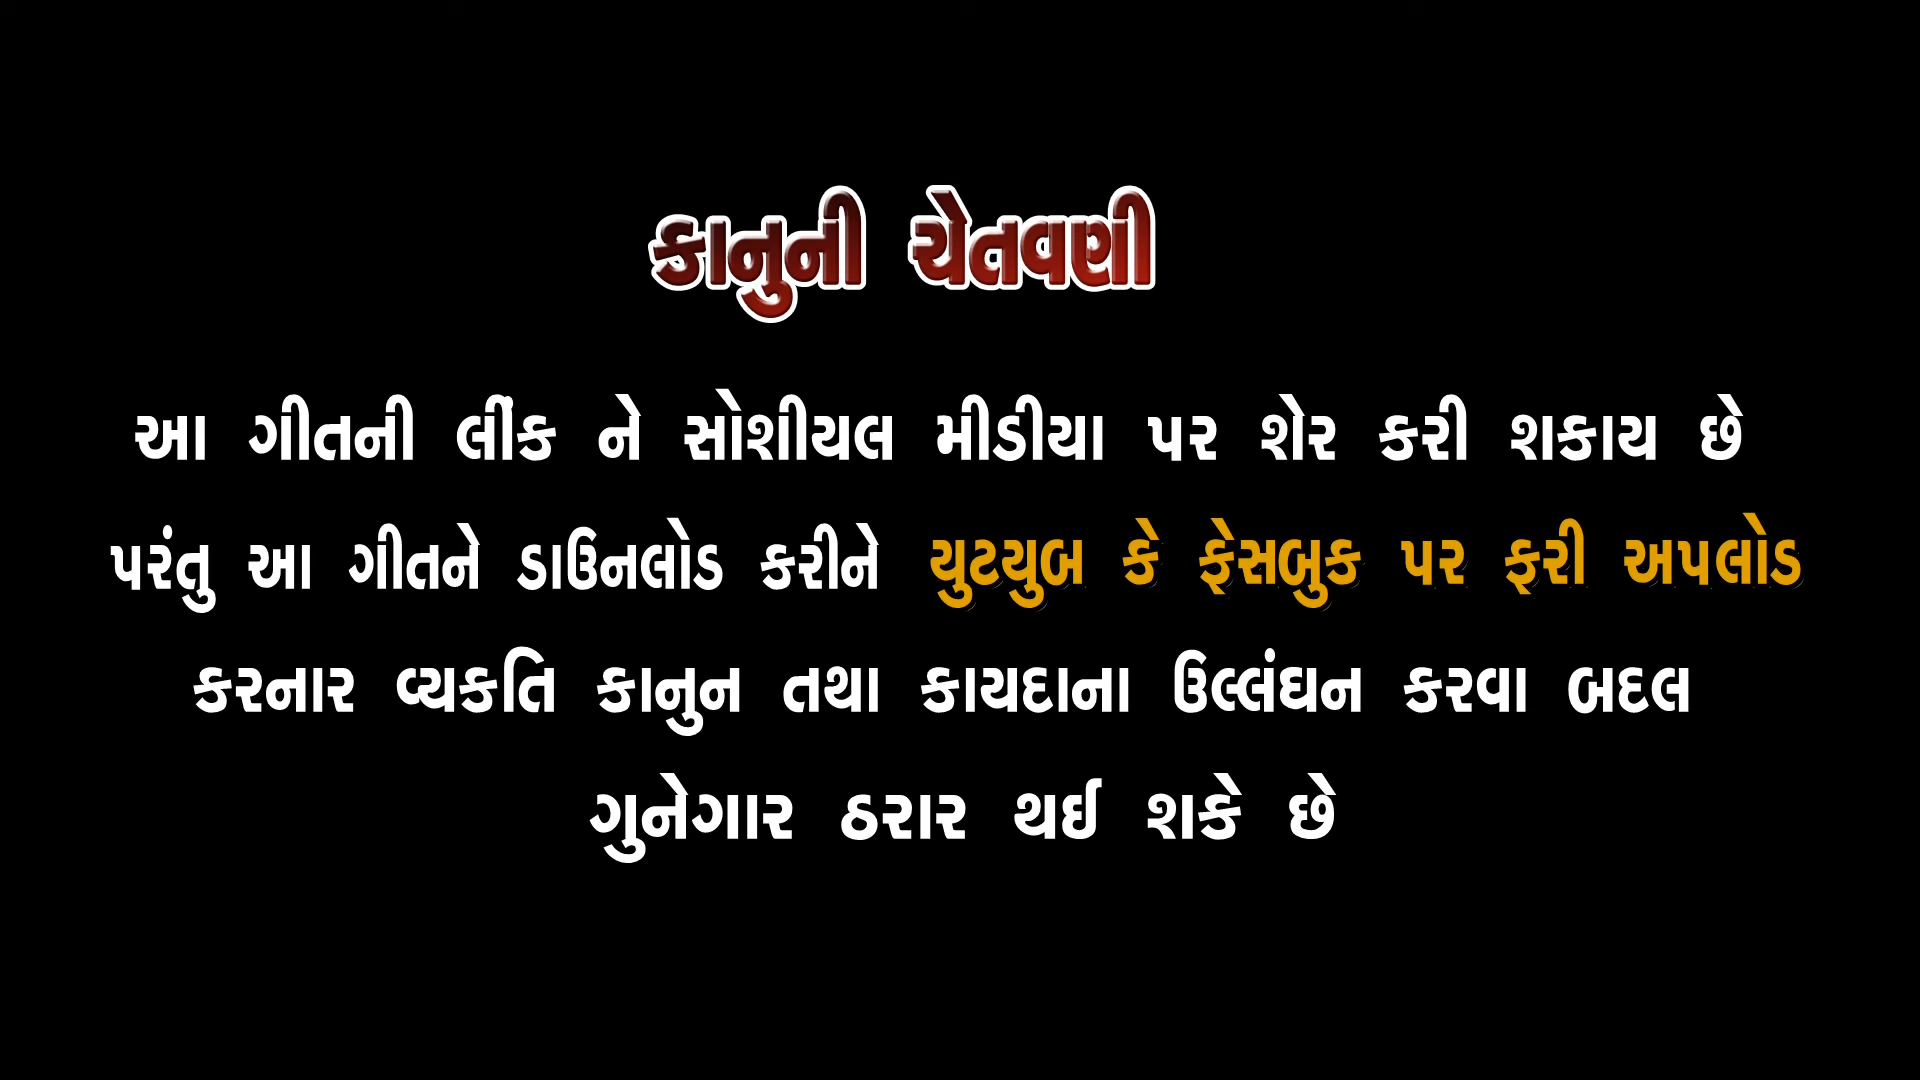 કાનુની ચેતવણી
આ ગીતની લીંક ને સોશીયલ મીડીયા પર શેર કરી શકાય છે
પરંતુ આ ગીતને ડાઉનલોડ કરીને યુટયુબ કે ફેસબુક પર ફરી અપલોડ
કરનાર વ્યકતિ કાનુન તથા કાયદાના ઉલ્લંઘન કરવા બદલ
ગુનેગાર ઠરાર થઈ શકે છે